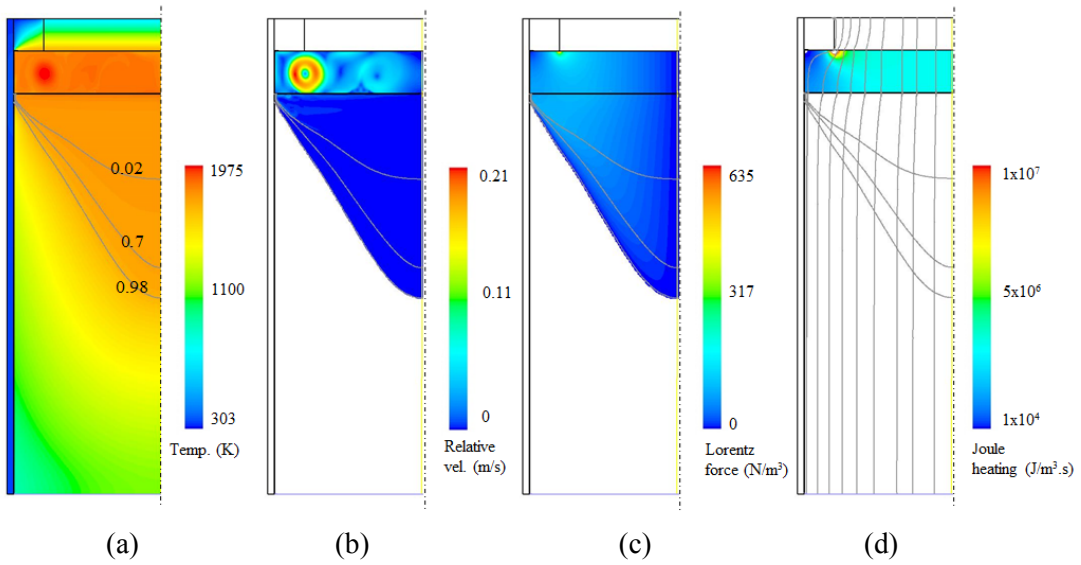 0.02
0.7
0.98
1975
1100
303
Temp. (K)
0.21
0.11
0
Relative
vel. (m/s)
635
317
0
Lorentz
force (N/m³)
1x10⁷
5x10⁶
1x10⁴
Joule
heating (J/m³.s)
(a)
(b)
(c)
(d)